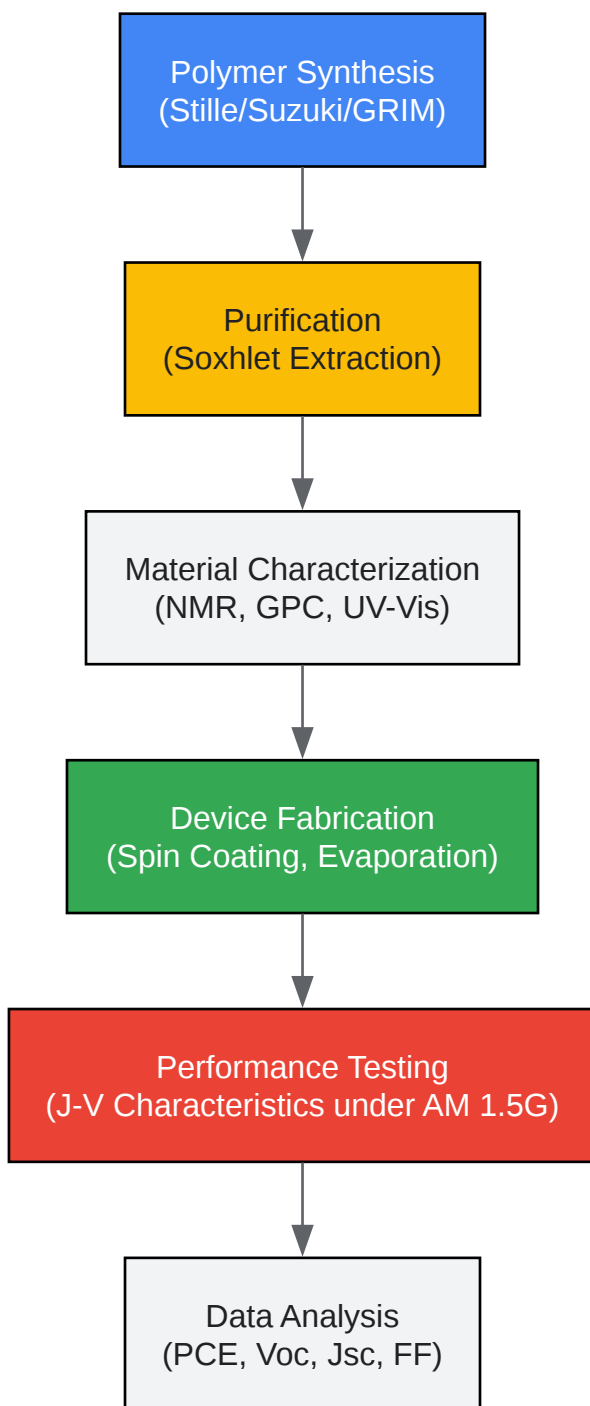 Polymer Synthesis
(Stille/Suzuki/GRIM)
Purification
(Soxhlet Extraction)
Material Characterization
(NMR, GPC, UV-Vis)
Device Fabrication
(Spin Coating, Evaporation)
Performance Testing
(J-V Characteristics under AM 1.5G)
Data Analysis
(PCE, Voc, Jsc, FF)